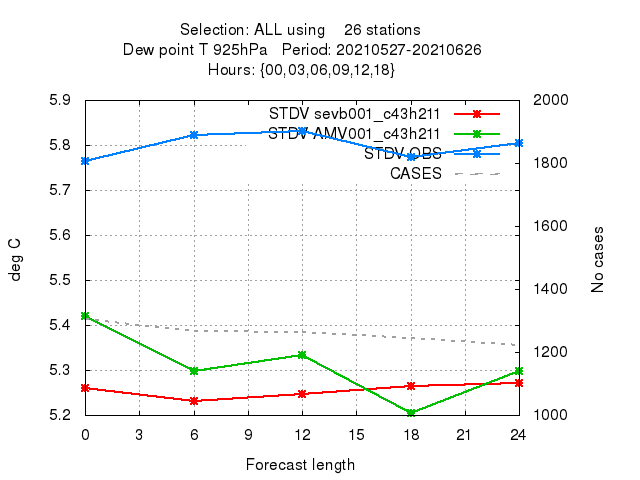 Selection: ALL using    26 stations
Dew point T 925hPa   Period: 20210527-20210626
Hours: {00,03,06,09,12,18}
STDV sevb001_c43h211
STDV AMV001_c43h211
STDV OBS
CASES
5.9
5.8
5.7
5.6
5.5
5.4
5.3
5.2
deg C
2000
1800
1600
1400
1200
1000
No cases
0 3 6 9 12 15 18 21 24
Forecast length